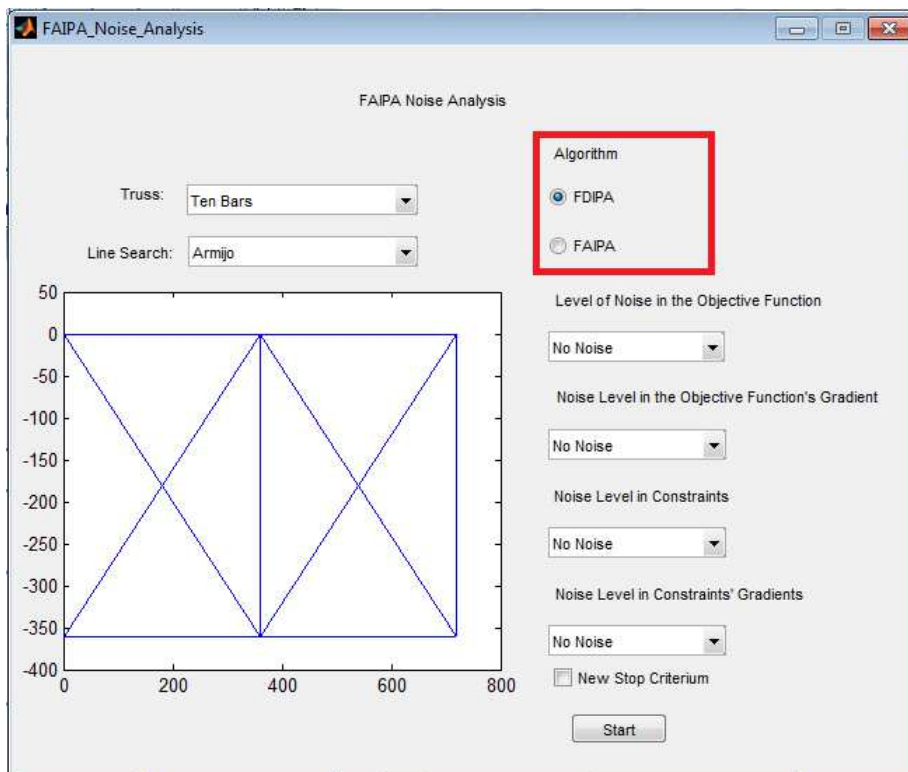 FAIPA_Noise_Analysis
FAIPA Noise Analysis
Truss:
Ten Bars
Line Search:
Armijo
Algorithm
FDIPA
FAIPA
50
0
-50
-100
-150
-200
-250
-300
-350
-400
0
200
400
600
800
Level of Noise in the Objective Function
No Noise
Noise Level in the Objective Function's Gradient
No Noise
Noise Level in Constraints
No Noise
Noise Level in Constraints' Gradients
No Noise
New Stop Criterium
Start